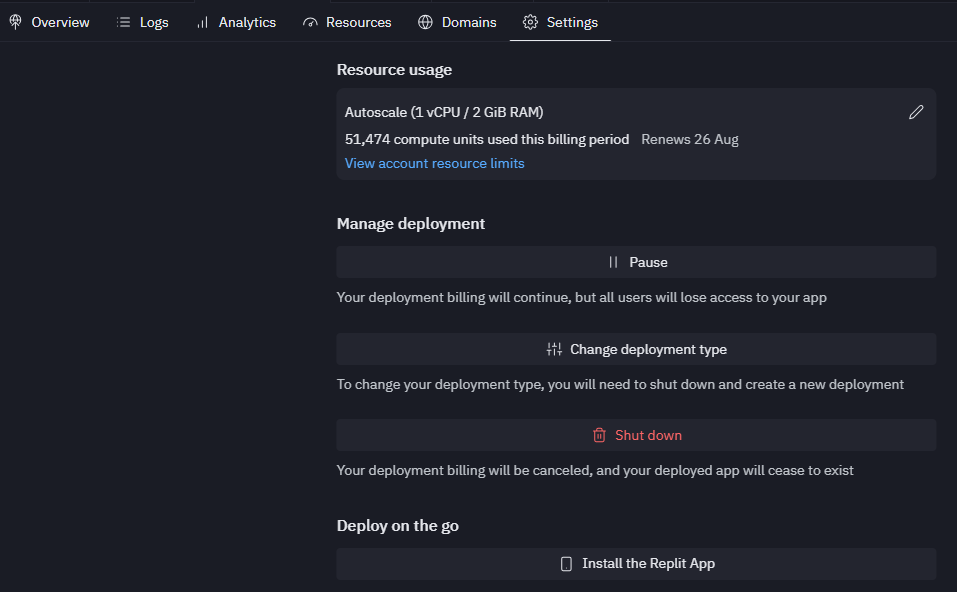 Overview Logs Analytics Resources Domains Settings
Resource usage
Autoscale (1 vCPU / 2 GiB RAM)
51,474 compute units used this billing period Renews 26 Aug
View account resource limits
Manage deployment
Pause
Your deployment billing will continue, but all users will lose access to your app
Change deployment type
To change your deployment type, you will need to shut down and create a new deployment
Shut down
Your deployment billing will be canceled, and your deployed app will cease to exist
Deploy on the go
Install the Replit App